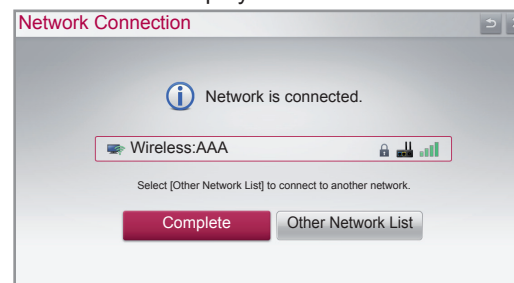 Network Connection
Network is connected.
Wireless:AAA
Select [Other Network List] to connect to another network.
Complete
Other Network List